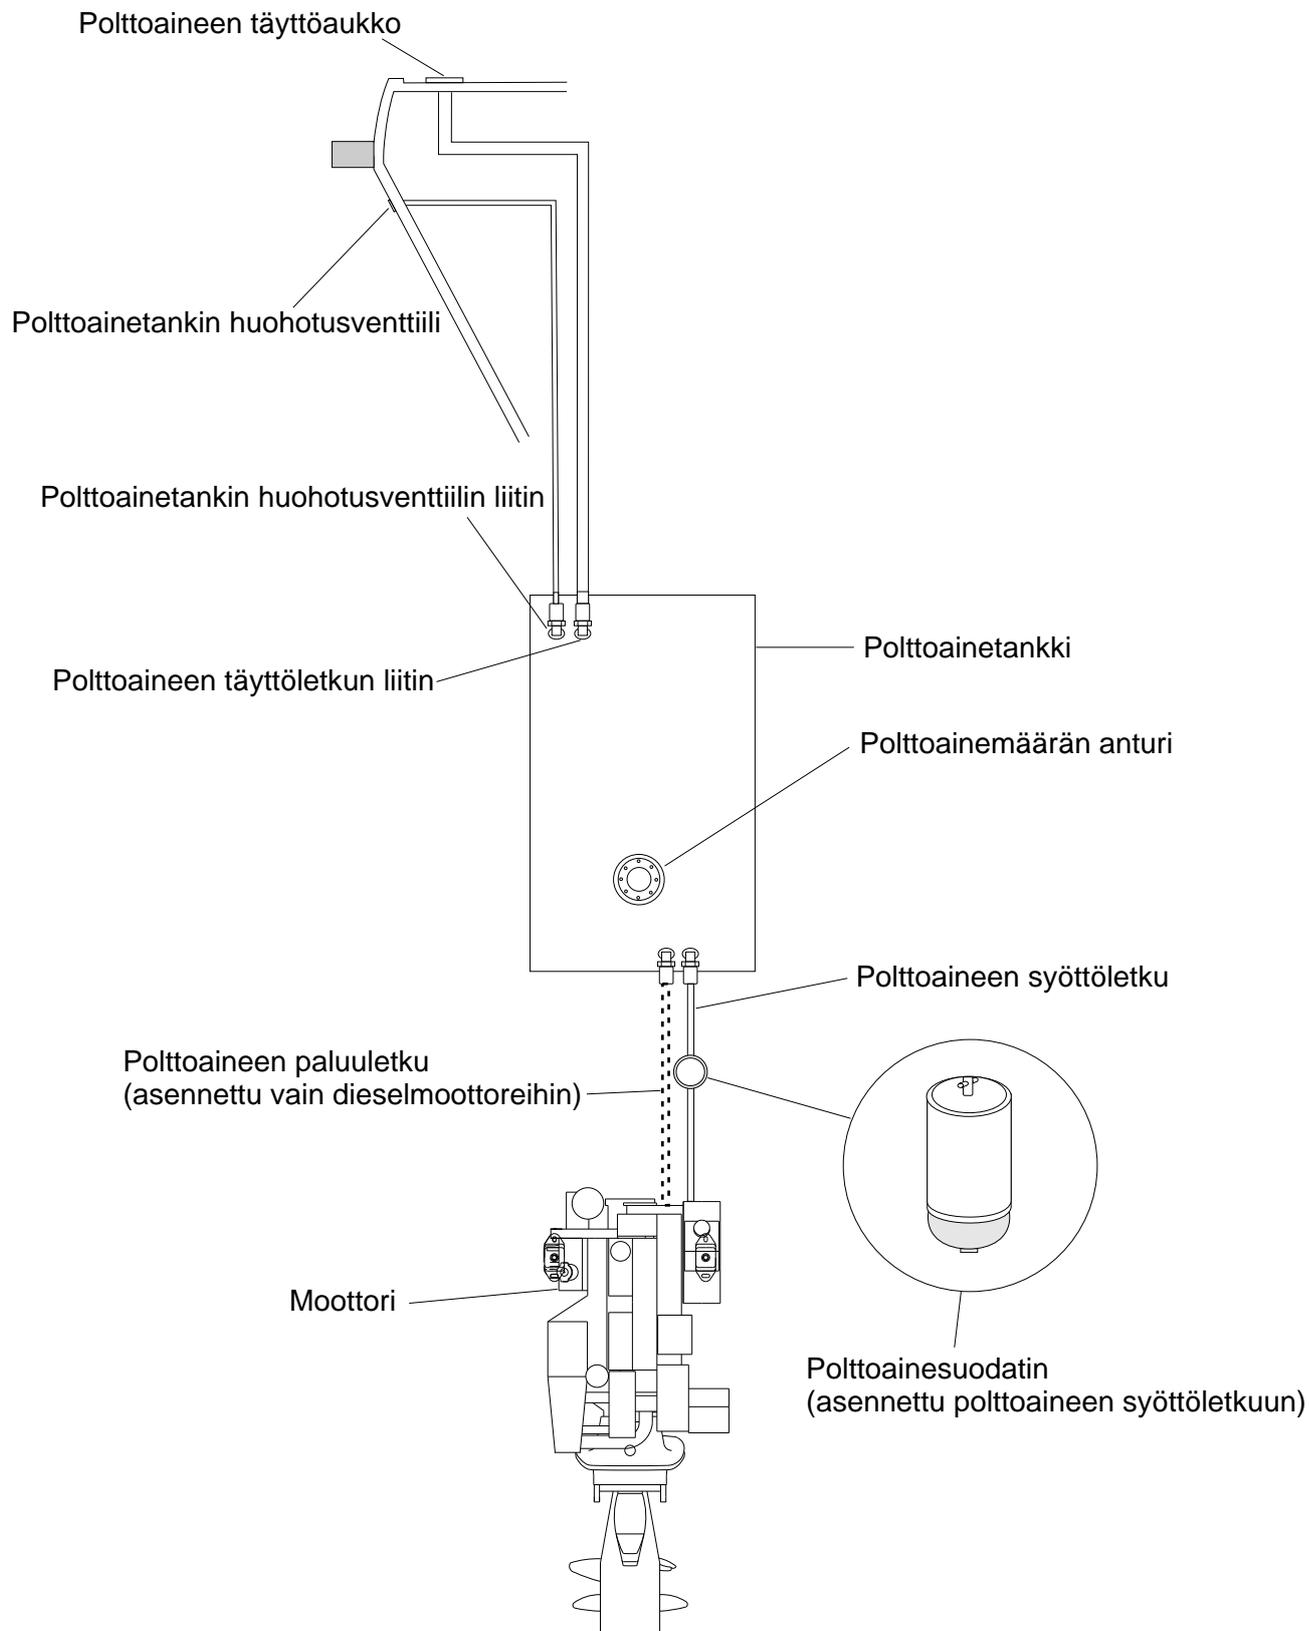 Polttoaineen täyttöaukko
Polttoainetankin huohotusventtiili
Polttoainetankin huohotusventtiilin liitin
Polttoainetankki
Polttoaineen täyttöletkun liitin
Polttoainemäärän anturi
Polttoaineen syöttöletku
Polttoaineen paluuletku
(asennettu vain dieselmoottoreihin)
Moottori
Polttoainesuodatin
(asennettu polttoaineen syöttöletkuun)